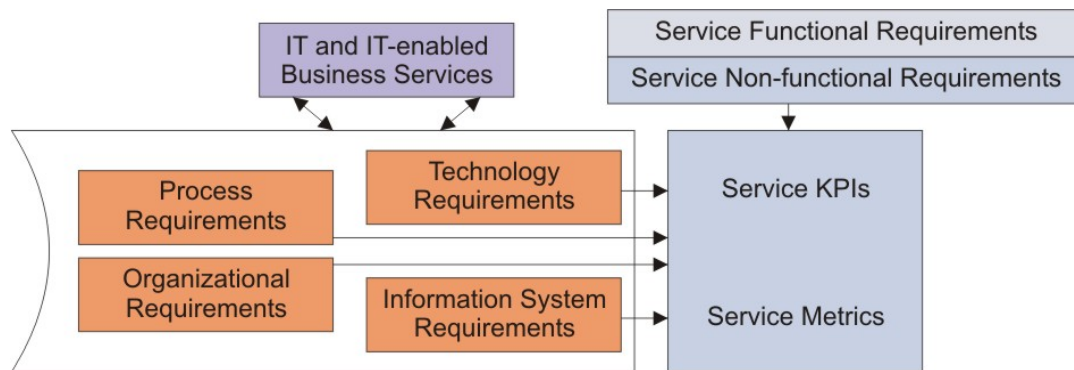 IT and IT-enabled
Business Services
Service Functional Requirements
Service Non-functional Requirements
Process
Requirements
Technology
Requirements
Service KPIs
Organizational
Requirements
Information System
Requirements
Service Metrics